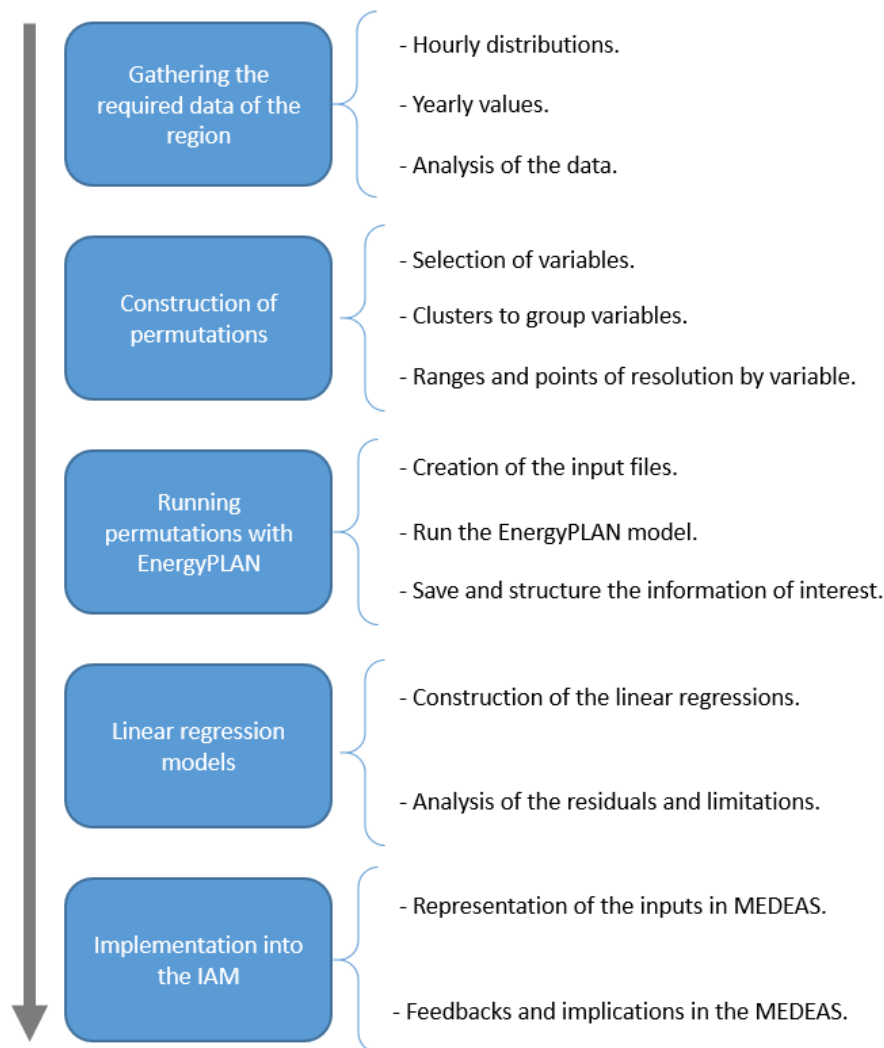 Gathering the
required data of the
region
- Hourly distributions.
- Yearly values.
- Analysis of the data.
Construction of
permutations
- Selection of variables.
- Clusters to group variables.
- Ranges and points of resolution by variable.
Running
permutations with
EnergyPLAN
- Creation of the input files.
- Run the EnergyPLAN model.
- Save and structure the information of interest.
Linear regression
models
- Construction of the linear regressions.
- Analysis of the residuals and limitations.
Implementation into
the IAM
- Representation of the inputs in MEDEAS.
- Feedbacks and implications in the MEDEAS.